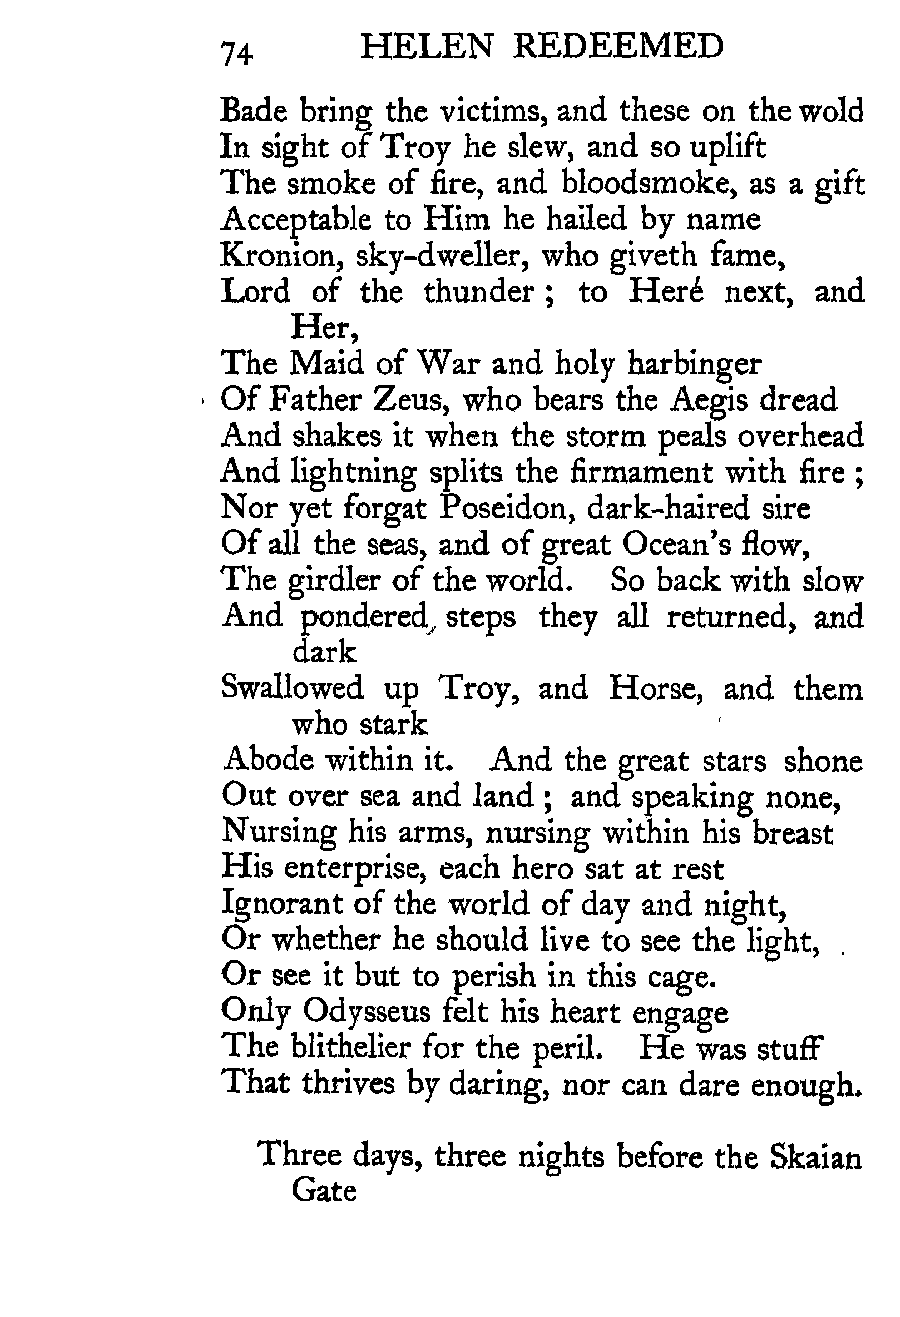 74 HELEN REDEEMED
Bade bring the victims, and these on the wold
In sight of Troy he slew, and so uplift
The smoke of fire, and bloodsmoke, as a gift
Acceptable to Him he hailed by name
Kronion, sky-dweller, who giveth fame,
Lord of the thunder ; to Heré next, and
Her,
The Maid of War and holy harbinger
Of Father Zeus, who bears the Aegis dread
And shakes it when the storm peals overhead
And lightning splits the firmament with fire ;
Nor yet forgat Poseidon, dark-haired sire
Of all the seas, and of great Ocean's flow,
The girdler of the world. So back with slow
And pondered, steps they all returned, and
dark
Swallowed up Troy, and Horse, and them
who stark
Abode within it. And the great stars shone
Out over sea and land ; and speaking none,
Nursing his arms, nursing within his breast
His enterprise, each hero sat at rest
Ignorant of the world of day and night,
Or whether he should live to see the light,
Or see it but to perish in this cage.
Only Odysseus felt his heart engage
The blithelier for the peril. He was stuff
That thrives by daring, nor can dare enough.
Three days, three nights before the Skaian
Gate